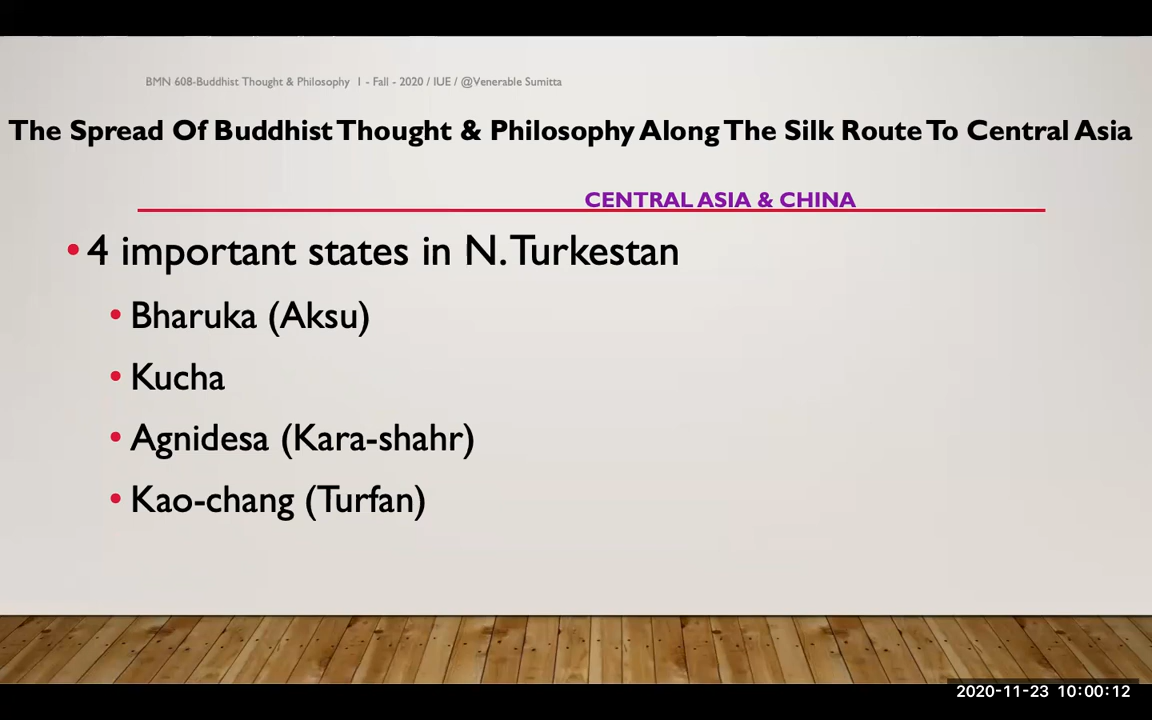 BMN 608-Buddhist Thought & Philosophy 1 - Fall - 2020 / IUE / @Venerable Sumitta
The Spread Of Buddhist Thought & Philosophy Along The Silk Route To Central Asia
CENTRAL ASIA & CHINA
• 4 important states in N. Turkestan
• Bharuka (Aksu)
• Kucha
• Agnidesa (Kara-shahr)
• Kao-chang (Turfan)
2020-11-23 10:00:12